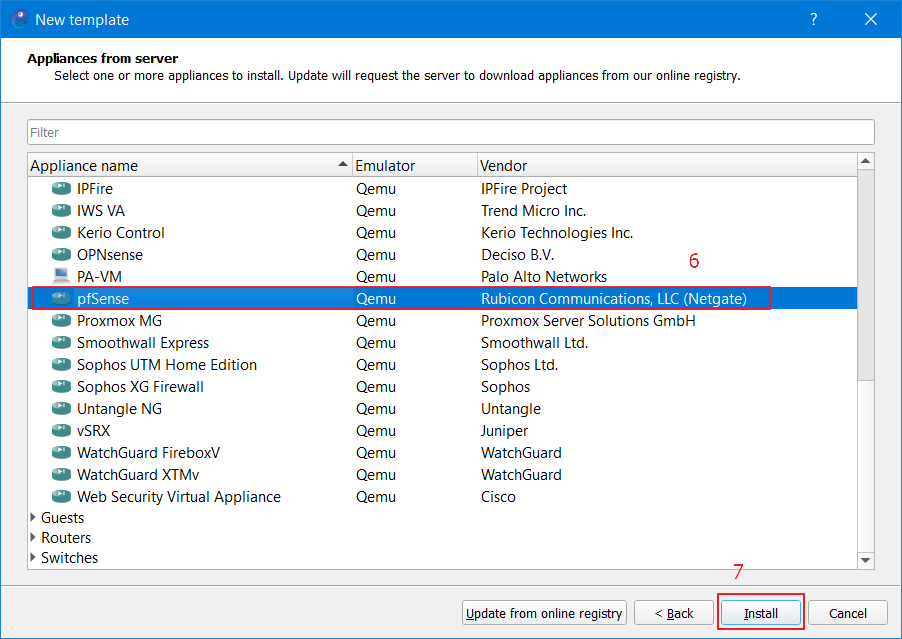 New template ?
Appliances from server
Select one or more appliances to install. Update will request the server to download appliances from our online registry.
Filter
Appliance name Emulator Vendor
IPFire Qemu IPFire Project
IWS VA Qemu Trend Micro Inc.
Kerio Control Qemu Kerio Technologies Inc.
OPNsense Qemu Deciso B.V.
6
PA-VM Qemu Palo Alto Networks
pfSense Qemu Rubicon Communications, LLC (Netgate)
Proxmox MG Qemu Proxmox Server Solutions GmbH
Smoothwall Express Qemu Smoothwall Ltd.
Sophos UTM Home Edition Qemu Sophos Ltd.
Sophos XG Firewall Qemu Sophos
Untangle NG Qemu Untangle
vSRX Qemu Juniper
WatchGuard FireboxV Qemu WatchGuard
WatchGuard XTMv Qemu WatchGuard
Web Security Virtual Appliance Qemu Cisco
Guests
Routers
Switches
7
Update from online registry < Back Install Cancel